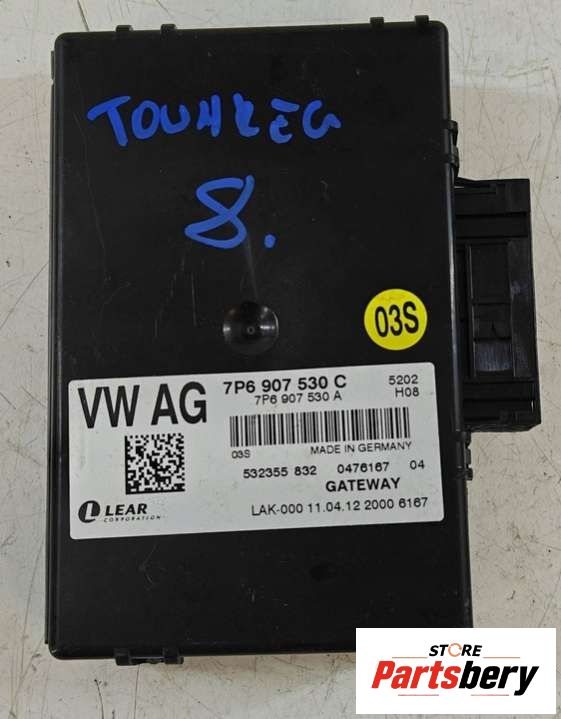 TOUAREG
8.
03S
VW AG
7P6 907 530 C
7P6 907 530 A
5202
H08
03S
MADE IN GERMANY
532355 832 0476167 04
GATEWAY
LEAR
CORPORATION
LAK-000 11.04.12 2000 6167
STORE
Partsbery